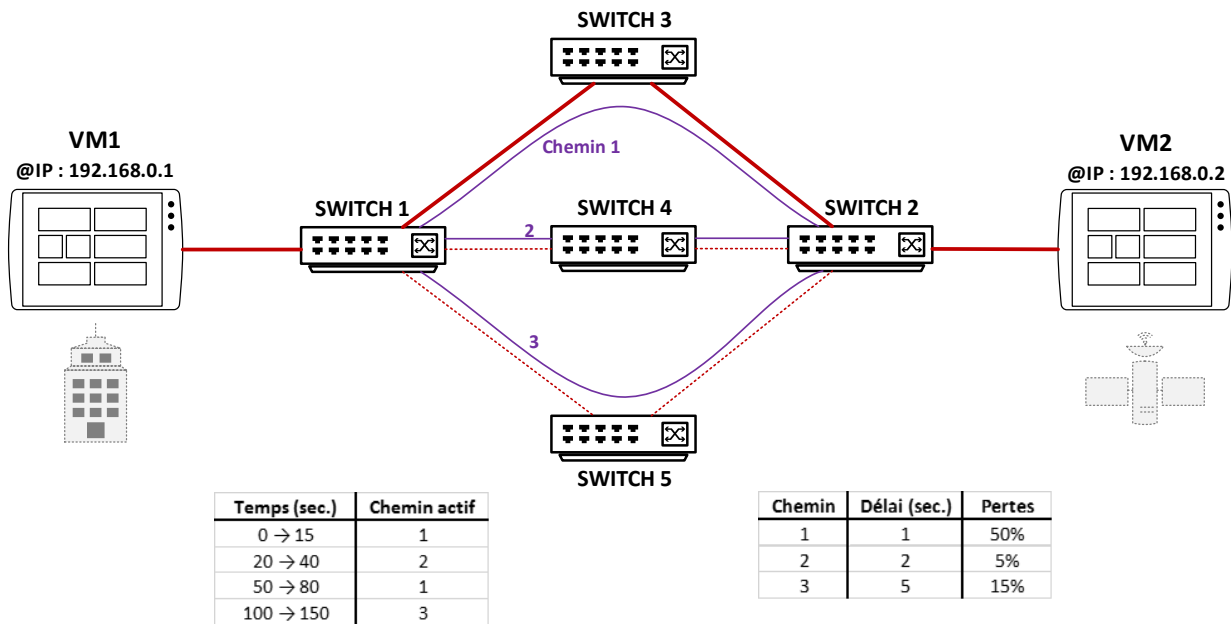 SWITCH 3
VM1
@IP : 192.168.0.1
Chemin 1
VM2
@IP : 192.168.0.2
SWITCH 1
SWITCH 4
SWITCH 2
2
3
SWITCH 5
Temps (sec.) Chemin actif
0 → 15 1
20 → 40 2
50 → 80 1
100 → 150 3
Chemin Délai (sec.) Pertes
1 1 50%
2 2 5%
3 5 15%